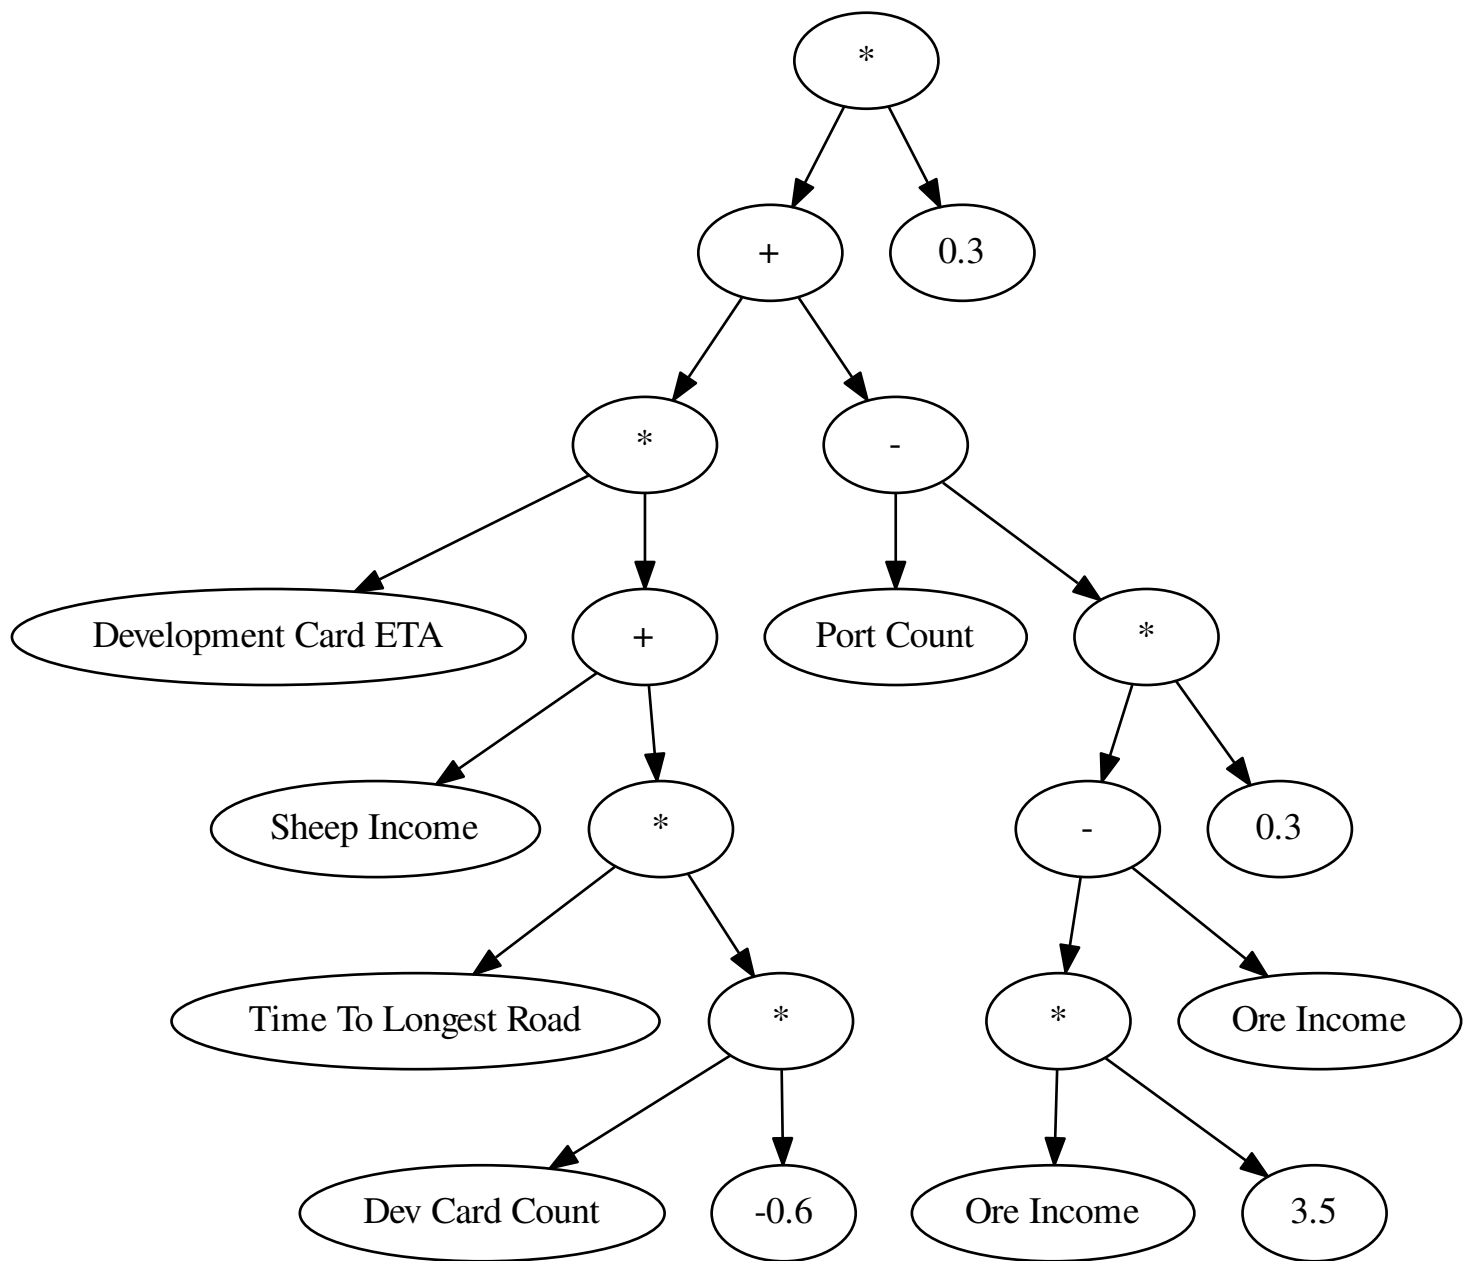 *
+
0.3
*
-
Development Card ETA
+
Port Count
*
Sheep Income
*
-
0.3
Time To Longest Road
*
*
Ore Income
Dev Card Count
-0.6
Ore Income
3.5